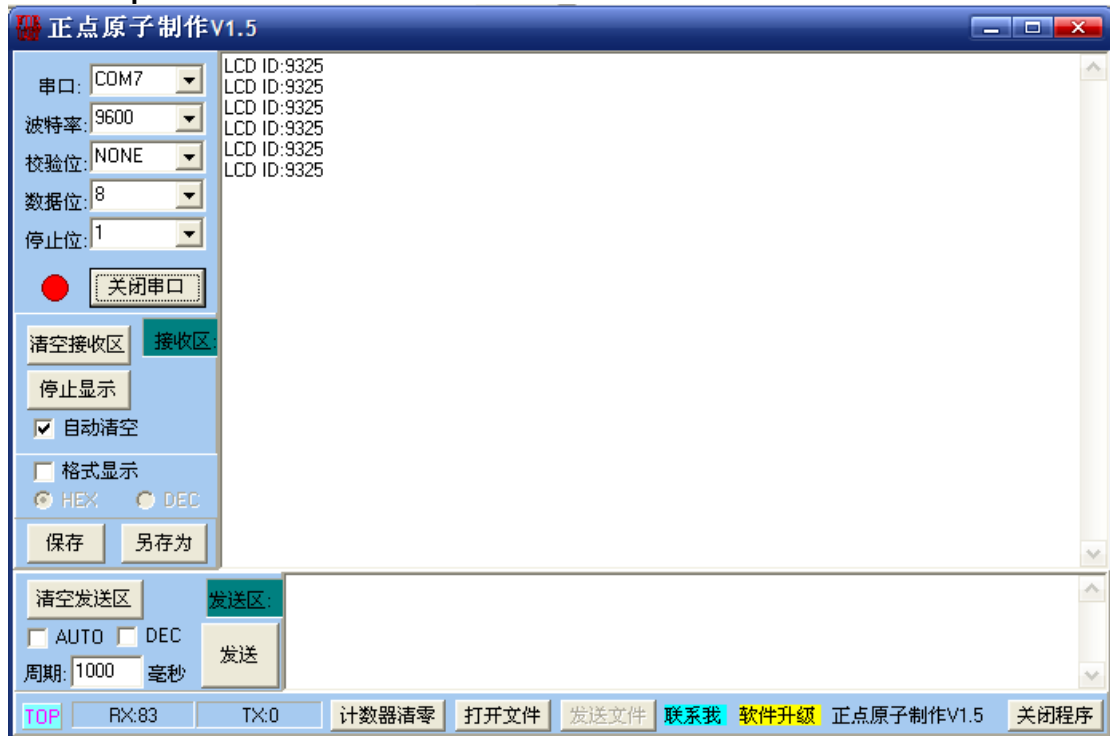 正点原子制作V1.5
串口: COM7
波特率: 9600
校验位: NONE
数据位: 8
停止位: 1
关闭串口
清空接收区 接收区:
停止显示
自动清空
格式显示
HEX DEC
保存 另存为
LCD ID:9325
LCD ID:9325
LCD ID:9325
LCD ID:9325
LCD ID:9325
LCD ID:9325
清空发送区 发送区:
AUTO DEC
发送
周期: 1000 毫秒
TOP RX:83 TX:0 计数器清零 打开文件 发送文件 联系我 软件升级 正点原子制作V1.5 关闭程序